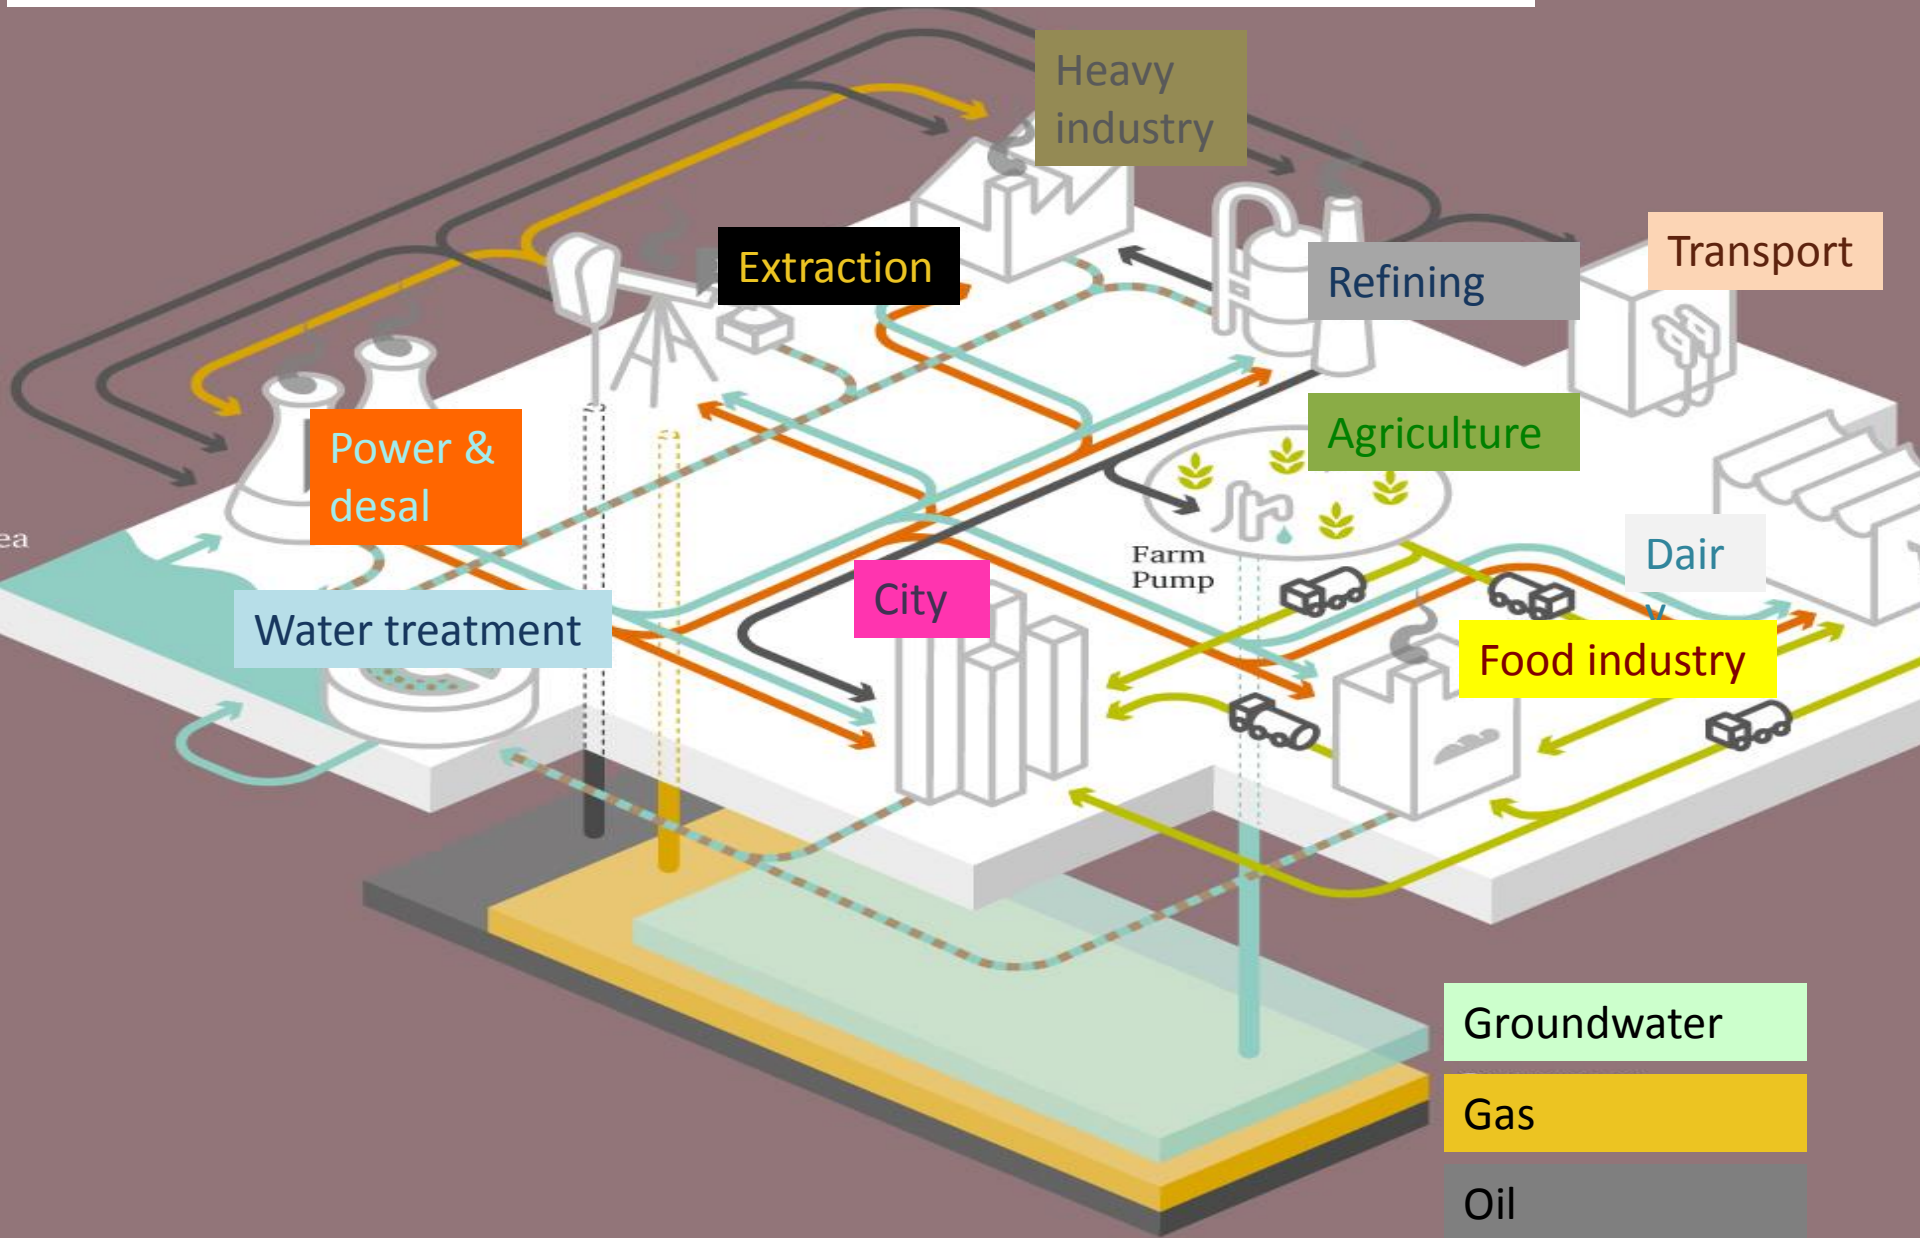 Heavy
industry
Extraction
Refining
Transport
Power &
desal
Agriculture
ea
Farm
Pump
Dair
y
City
Water treatment
Food industry
Groundwater
Gas
Oil